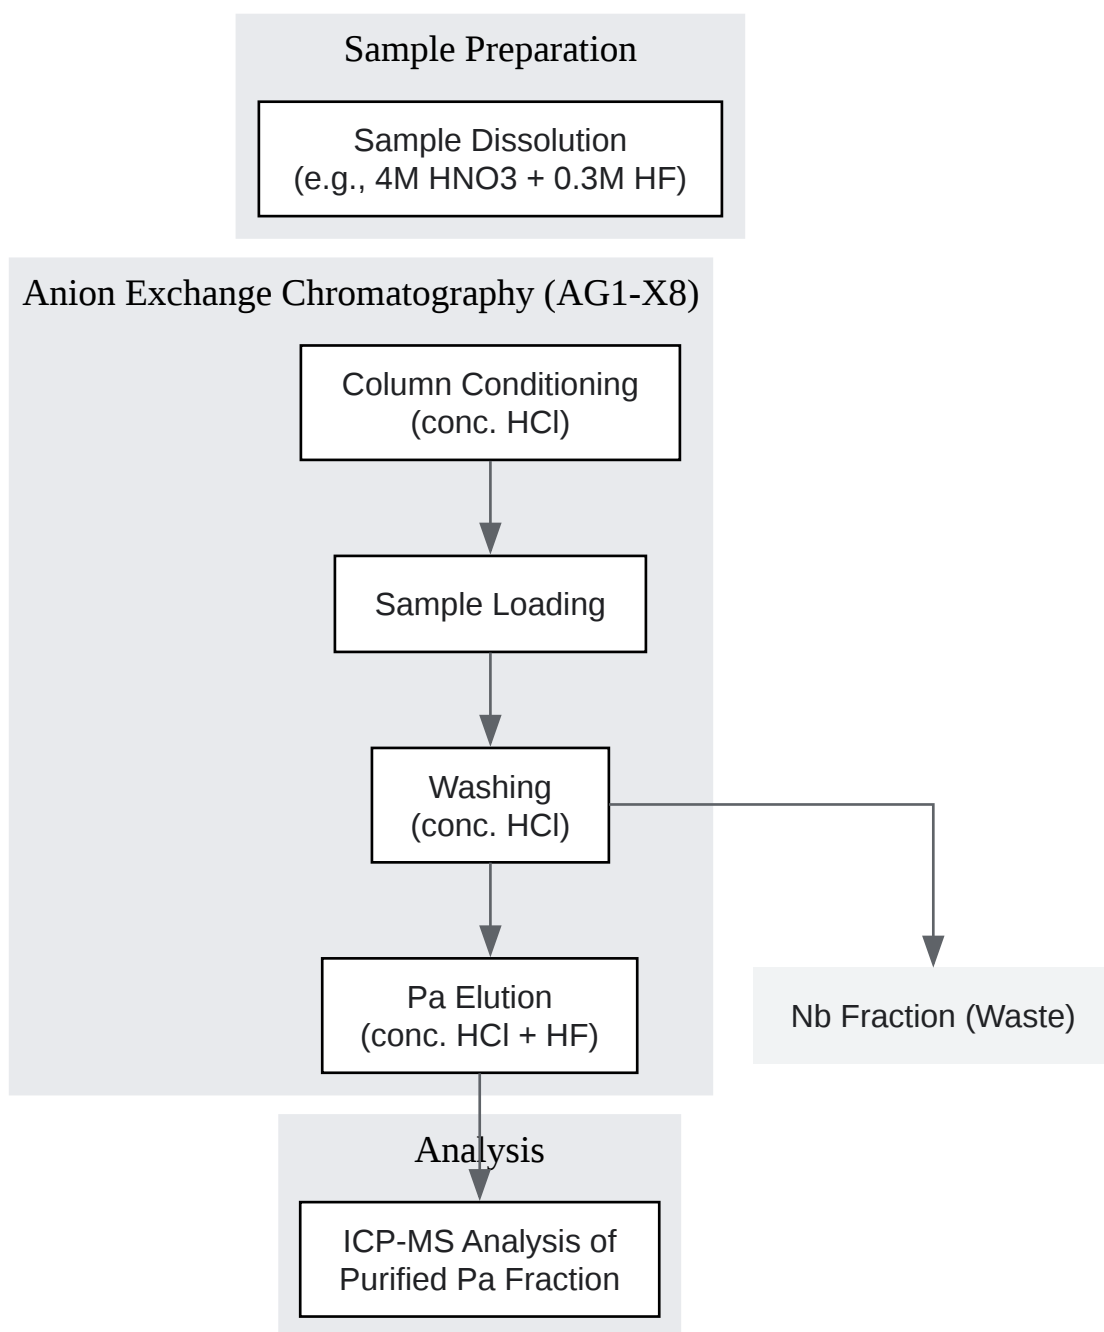 Sample Preparation
Sample Dissolution
(e.g., 4M HNO3 + 0.3M HF)
Anion Exchange Chromatography (AG1-X8)
Column Conditioning
(conc. HCl)
Sample Loading
Washing
(conc. HCl)
Pa Elution
(conc. HCl + HF)
Nb Fraction (Waste)
Analysis
ICP-MS Analysis of
Purified Pa Fraction